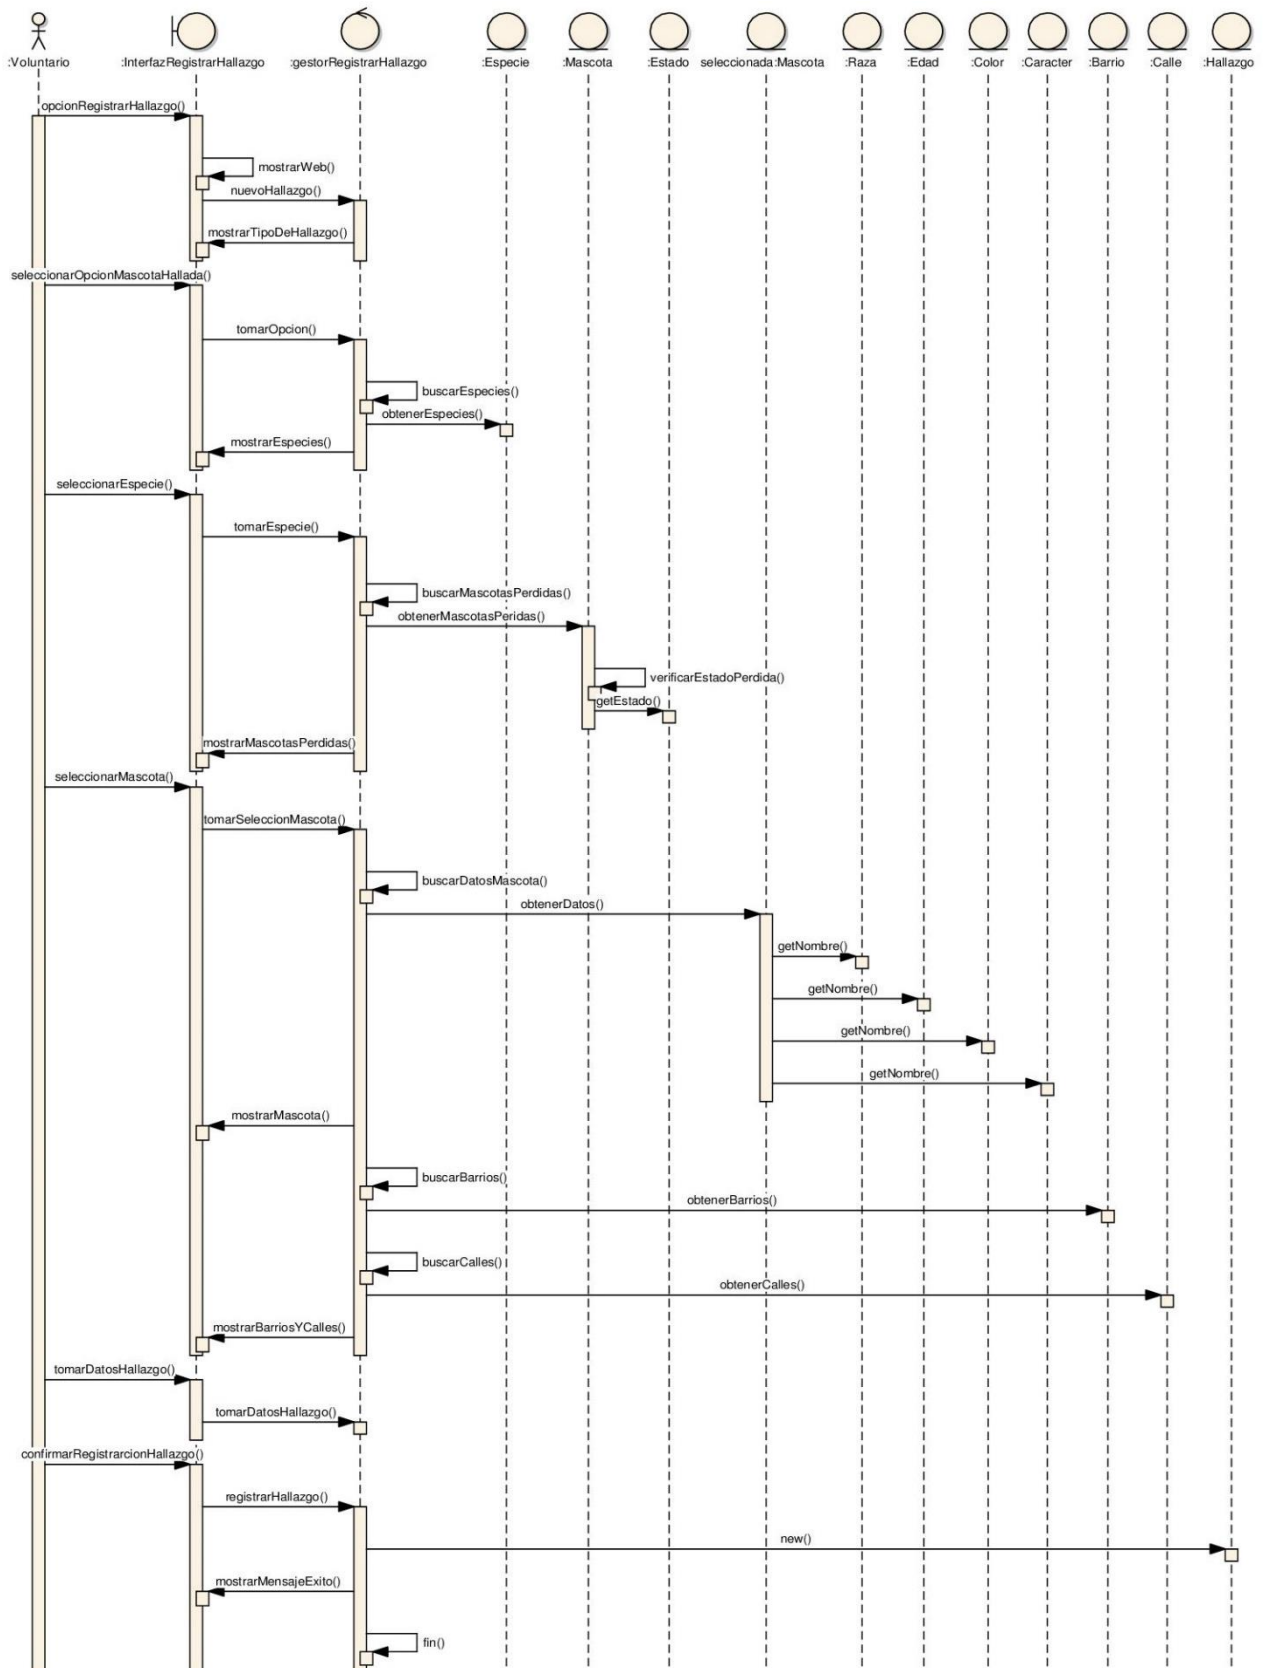 :Voluntario
:InterfazRegistrarHallazgo
:gestorRegistrarHallazgo
:Especie
:Mascota
:Estado
seleccionada:Mascota
:Raza
:Edad
:Color
:Caracter
:Barrio
:Calle
:Hallazgo
opcionRegistrarHallazgo()
mostrarWeb()
nuevoHallazgo()
mostrarTipoDeHallazgo()
seleccionarOpcionMascotaHallada()
tomarOpcion()
buscarEspecies()
obtenerEspecies()
mostrarEspecies()
seleccionarEspecie()
tomarEspecie()
buscarMascotasPerdidas()
obtenerMascotasPeridas()
verificarEstadoPerdida()
getEstado()
mostrarMascotasPerdidas()
seleccionarMascota()
tomarSeleccionMascota()
buscarDatosMascota()
obtenerDatos()
getNombre()
getNombre()
getNombre()
getNombre()
mostrarMascota()
buscarBarrios()
obtenerBarrios()
buscarCalles()
obtenerCalles()
mostrarBarriosYCalles()
tomarDatosHallazgo()
tomarDatosHallazgo()
confirmarRegistrarcionHallazgo()
registrarHallazgo()
new()
mostrarMensajeExito()
fin()